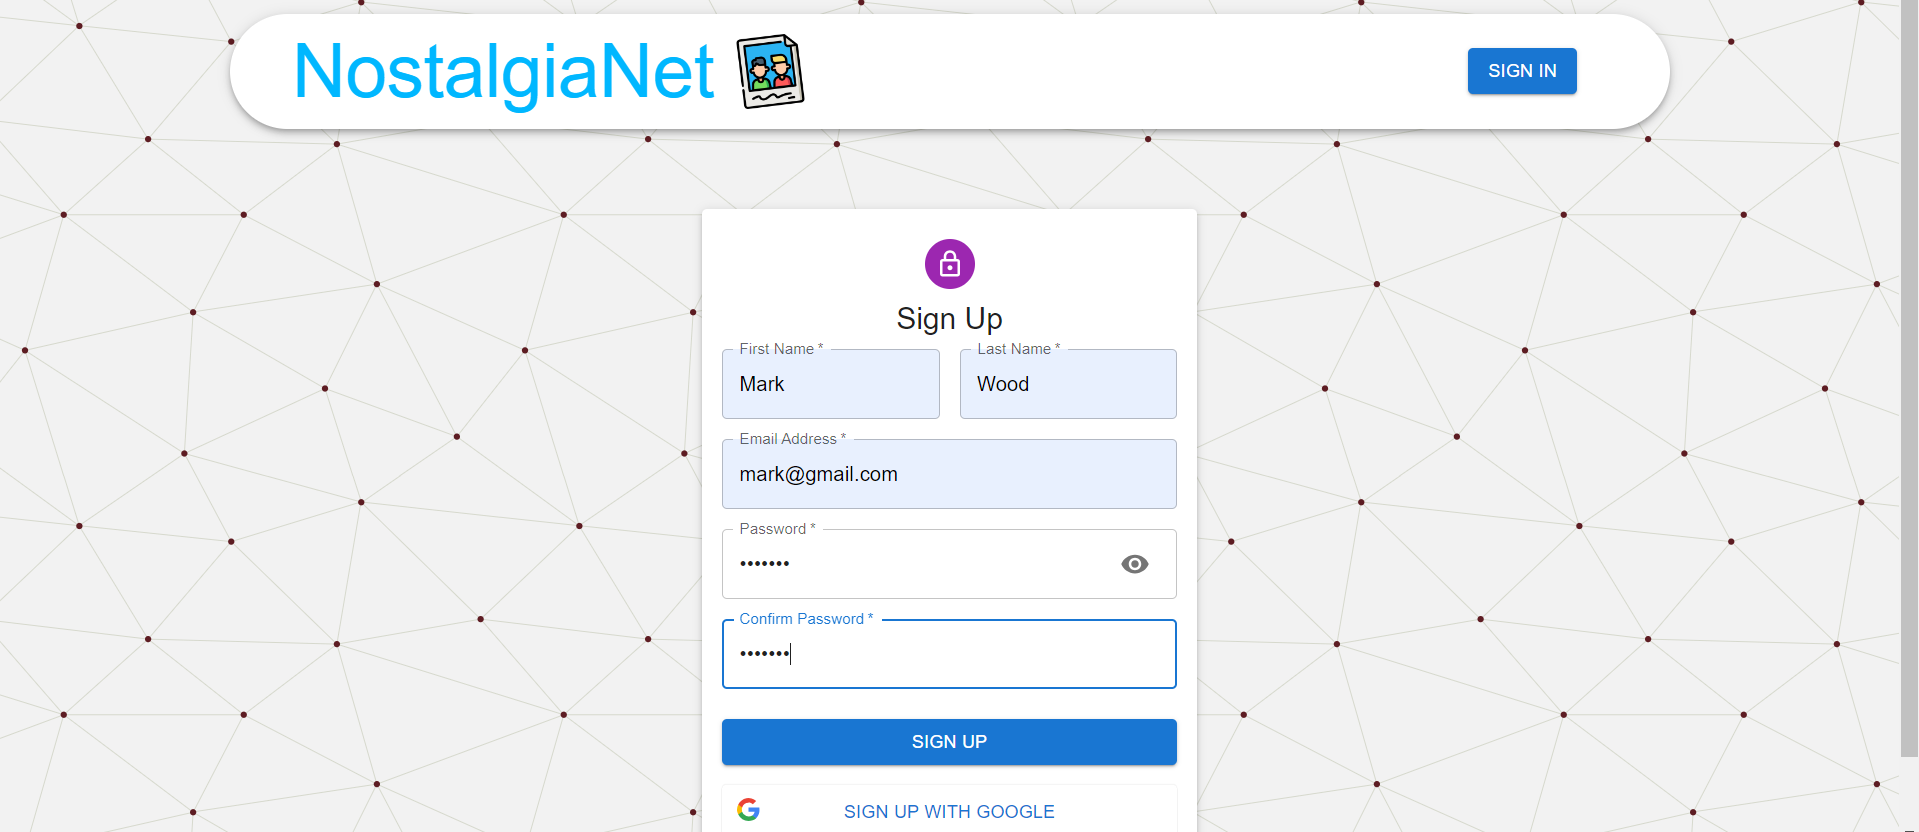 NostalgiaNet
SIGN IN
Sign Up
First Name *
Last Name *
Mark
Wood
Email Address *
mark@gmail.com
Password *
•••••••
Confirm Password *
•••••••
SIGN UP
SIGN UP WITH GOOGLE